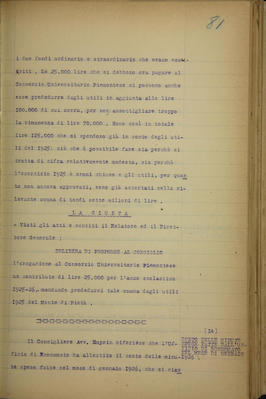 81
i due fondi ordinario e straordinario che erano
. Le 25.000 lire che si debbono ora pagare al
Consorzio Universitario Piemontese si possono anche
esse prededurre dagli utili in aggiunta alle lire
100.000 di cui sopra, per non assottigliare troppo
la rimanenza di lire 70.000. Ecco così in totale
lire 125.000 che si spendono già in conto degli uti-
li del 1925: ciò che è possibile fare sia perchè si
tratta di cifra relativamente modesta, sia perchè
l'esercizio 1925 è ormai chiuso e gli utili, per quan
to non ancora approvati, sono già accertati nella ri-
levante somma di tondi sette milioni di lire.
LA GIUNTA
- Visti gli atti e sentiti il Relatore ed il Diret-
tore Generale;
DELIBERA DI PROPORRE AL CONSIGLIO
l'erogazione al Consorzio Universitario Piemontese
un contributo di lire 25.000 per l'anno scolastico
1925-26, mandando prededursi tale somma dagli utili
1925 del Monte di Pietà.
(14)
Il Consigliere Avv. riferisce che l'Uf-
ficio di Economato ha allestito il conto delle minu-
te spese fatte nel mese di gennaio 1926, che si